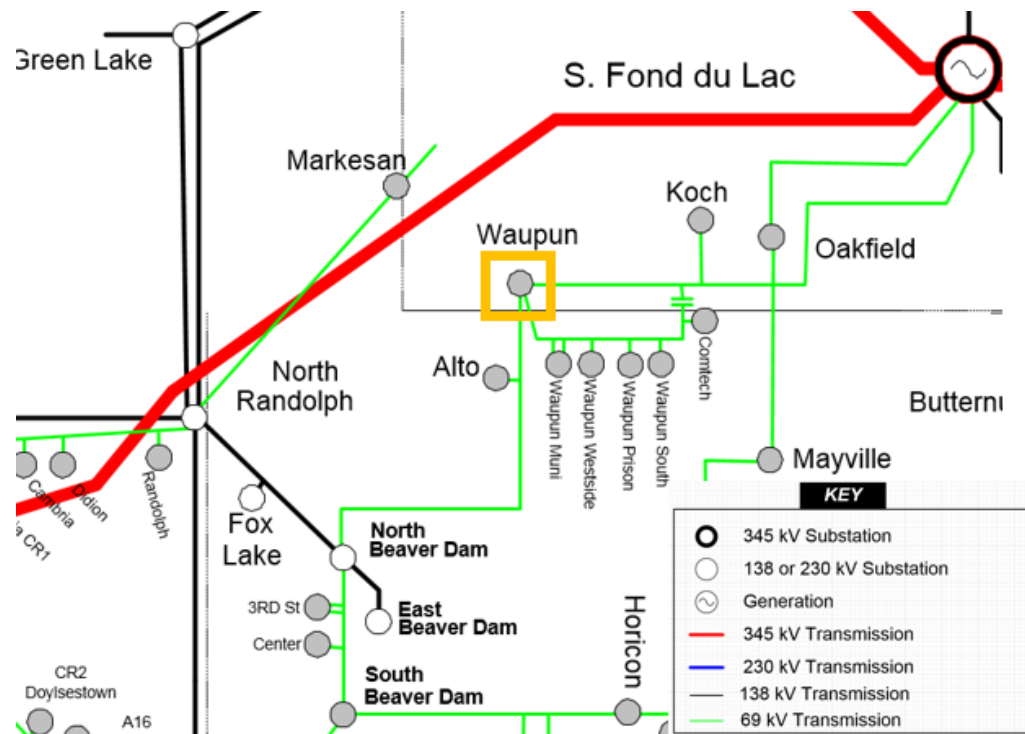 Green Lake
S. Fond du Lac
Markesan
Koch
Waupun
Oakfield
North
Randolph
Alto
Comtech
Waupun Muni
Waupun Westside
Waupun Prison
Waupun South
Butternu
Mayville
Cambria
Didion
Randolph
ia CR1
Fox
Lake
North
Beaver Dam
3RD St
East
Beaver Dam
Center
Horicon
South
Beaver Dam
CR2
Doylsestown
A16
KEY
345 kV Substation
138 or 230 kV Substation
Generation
345 kV Transmission
230 kV Transmission
138 kV Transmission
69 kV Transmission